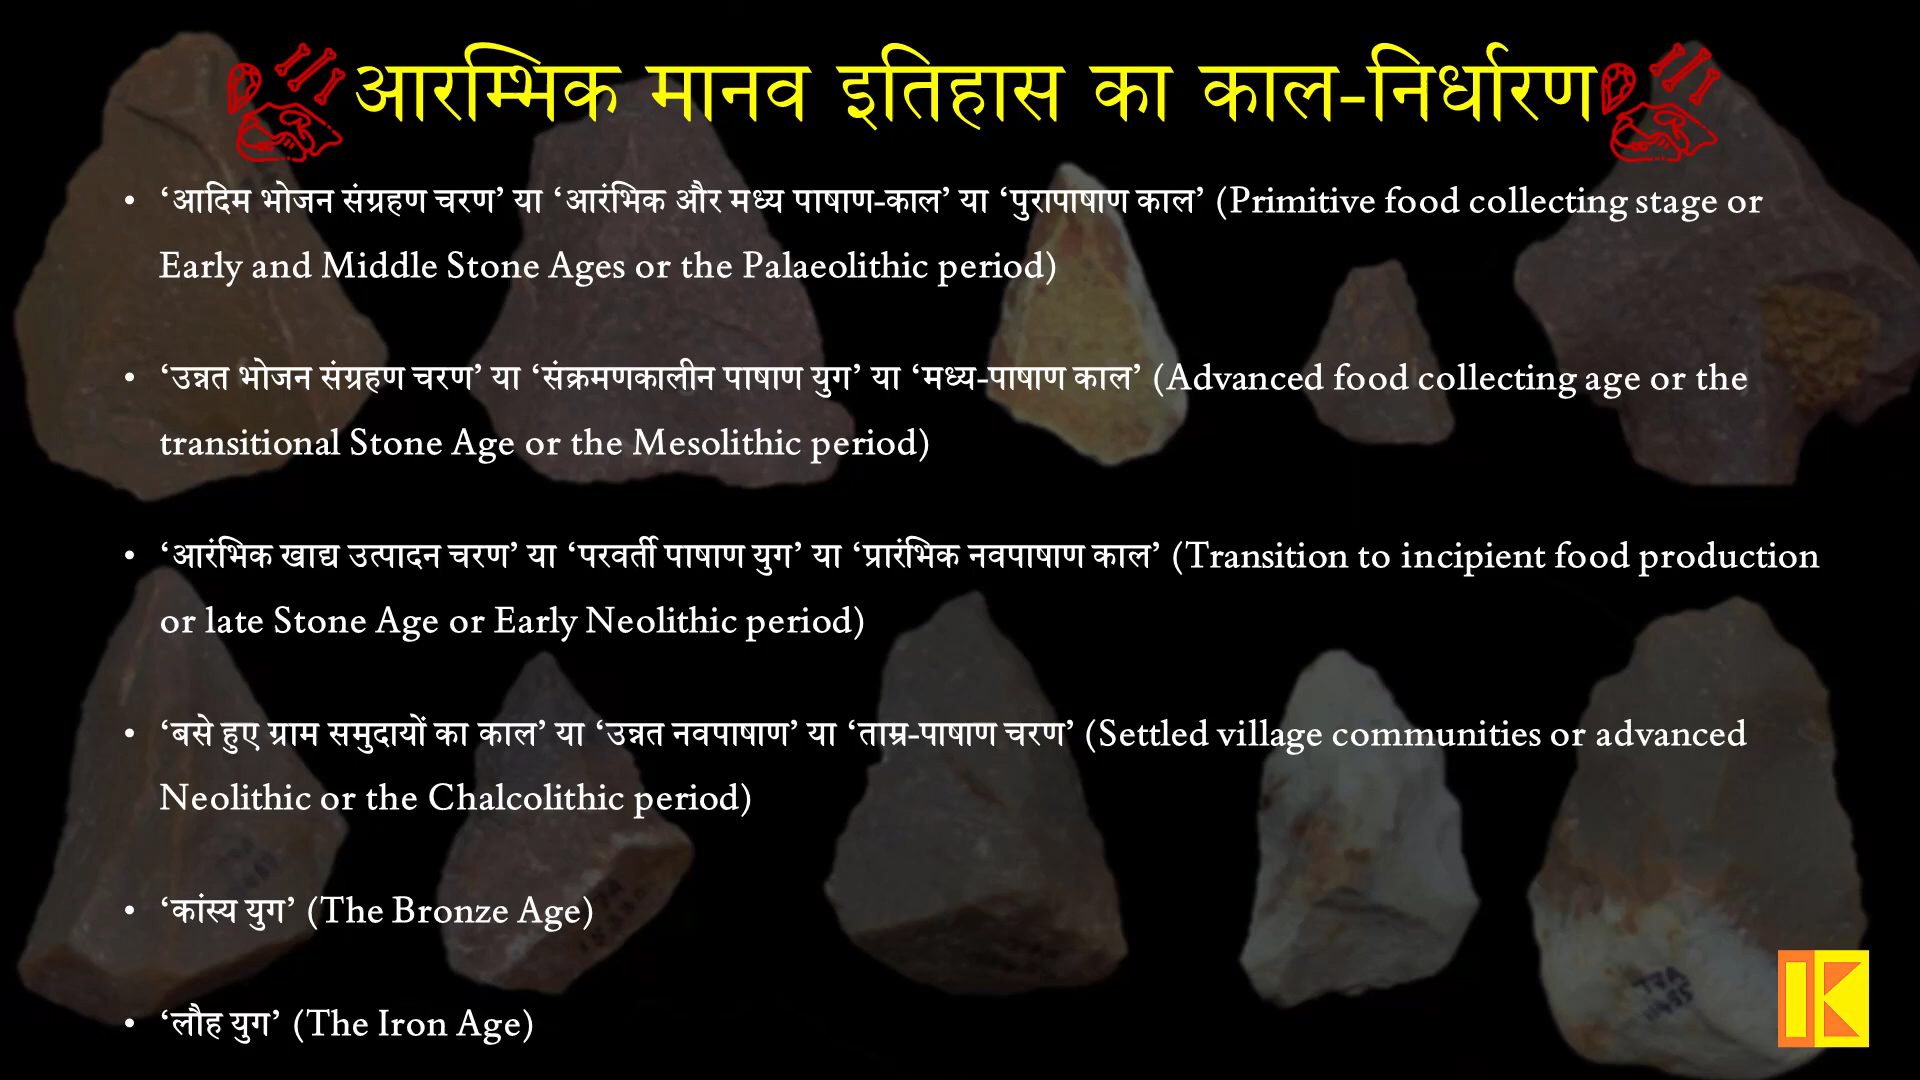 आरम्भिक मानव इतिहास का काल-निर्धारण
• ‘आदिम भोजन संग्रहण चरण’ या ‘आरंभिक और मध्य पाषाण-काल’ या ‘पुरापाषाण काल’ (Primitive food collecting stage or
Early and Middle Stone Ages or the Palaeolithic period)
• ‘उन्नत भोजन संग्रहण चरण’ या ‘संक्रमणकालीन पाषाण युग’ या ‘मध्य-पाषाण काल’ (Advanced food collecting age or the
transitional Stone Age or the Mesolithic period)
• ‘आरंभिक खाद्य उत्पादन चरण’ या ‘परवर्ती पाषाण युग’ या ‘प्रारंभिक नवपाषाण काल’ (Transition to incipient food production
or late Stone Age or Early Neolithic period)
• ‘बसे हुए ग्राम समुदायों का काल’ या ‘उन्नत नवपाषाण’ या ‘ताम्र-पाषाण चरण’ (Settled village communities or advanced
Neolithic or the Chalcolithic period)
• ‘कांस्य युग’ (The Bronze Age)
• ‘लौह युग’ (The Iron Age)
IK